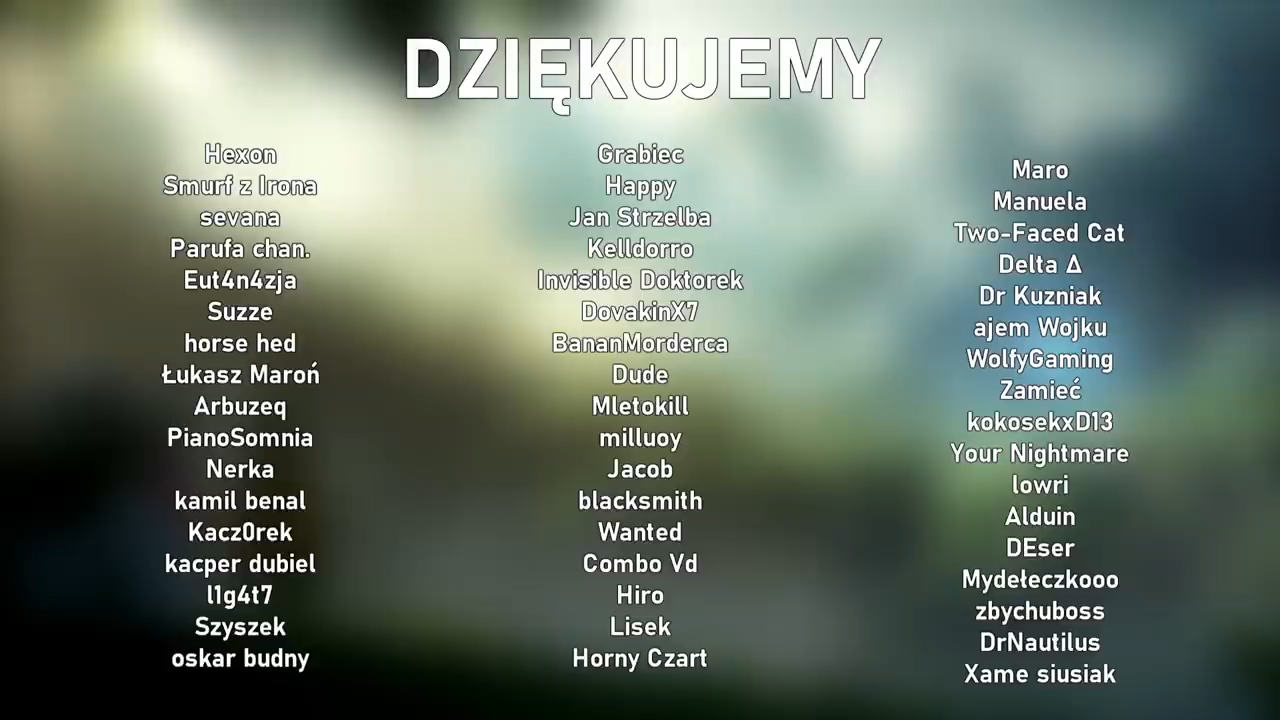 DZIĘKUJEMY
Hexon
Smurf z Irona
sevana
Parufa chan.
Eut4n4zja
Suzze
horse hed
Łukasz Maroń
Arbuzeq
PianoSomnia
Nerka
kamil benal
Kacz0rek
kacper dubiel
l1g4t7
Szyszek
oskar budny
Grabiec
Happy
Jan Strzelba
Kelldorro
Invisible Doktorek
DovakinX7
BananMorderca
Dude
Mletokill
milluoy
Jacob
blacksmith
Wanted
Combo Vd
Hiro
Lisek
Horny Czart
Maro
Manuela
Two-Faced Cat
Delta Δ
Dr Kuzniak
ajem Wojku
WolfyGaming
Zamieć
kokosekxD13
Your Nightmare
lowri
Alduin
DEser
Mydełeczkooo
zbychuboss
DrNautilus
Xame siusiak